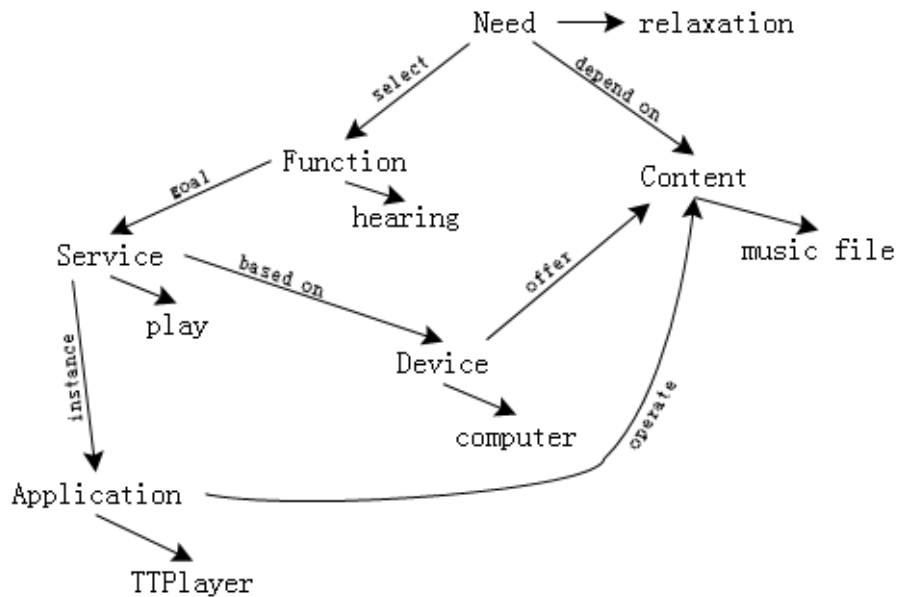 Need
relaxation
select
depend on
Function
Content
goal
hearing
Service
based on
offer
music file
play
Device
instance
operate
computer
Application
TTPlayer